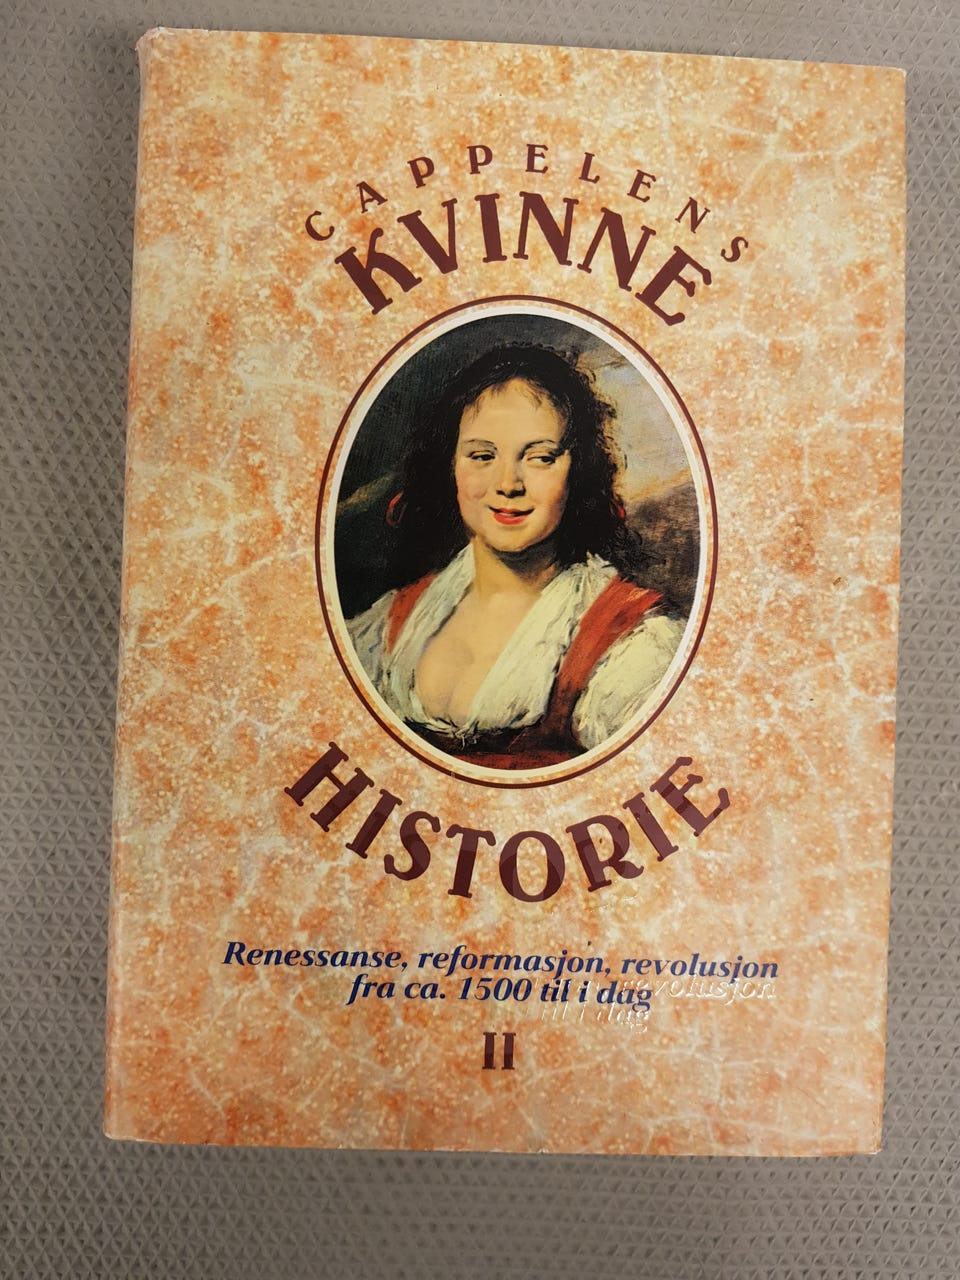 CAPPELENS
KVINNE
HISTORIE
Renessanse, reformasjon, revolusjon
fra ca. 1500 til i dag
II